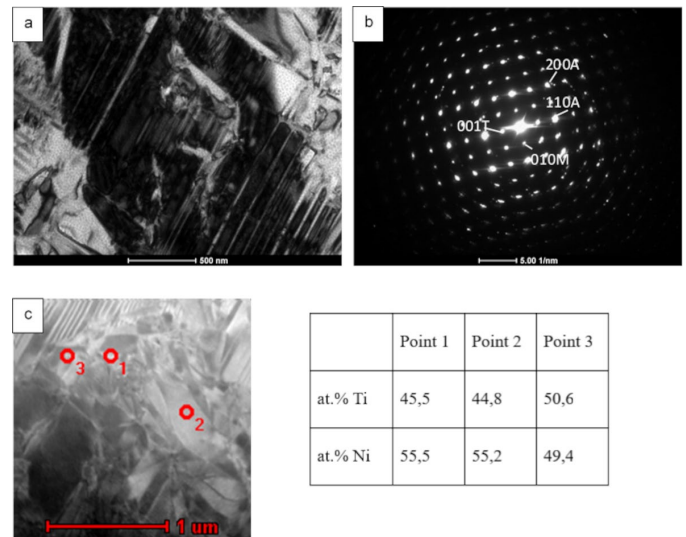 a
500 nm
b
200A
110A
001T
010M
5.00 1/nm
c
3
1
2
1 um
Point 1 Point 2 Point 3
at.% Ti 45,5 44,8 50,6
at.% Ni 55,5 55,2 49,4